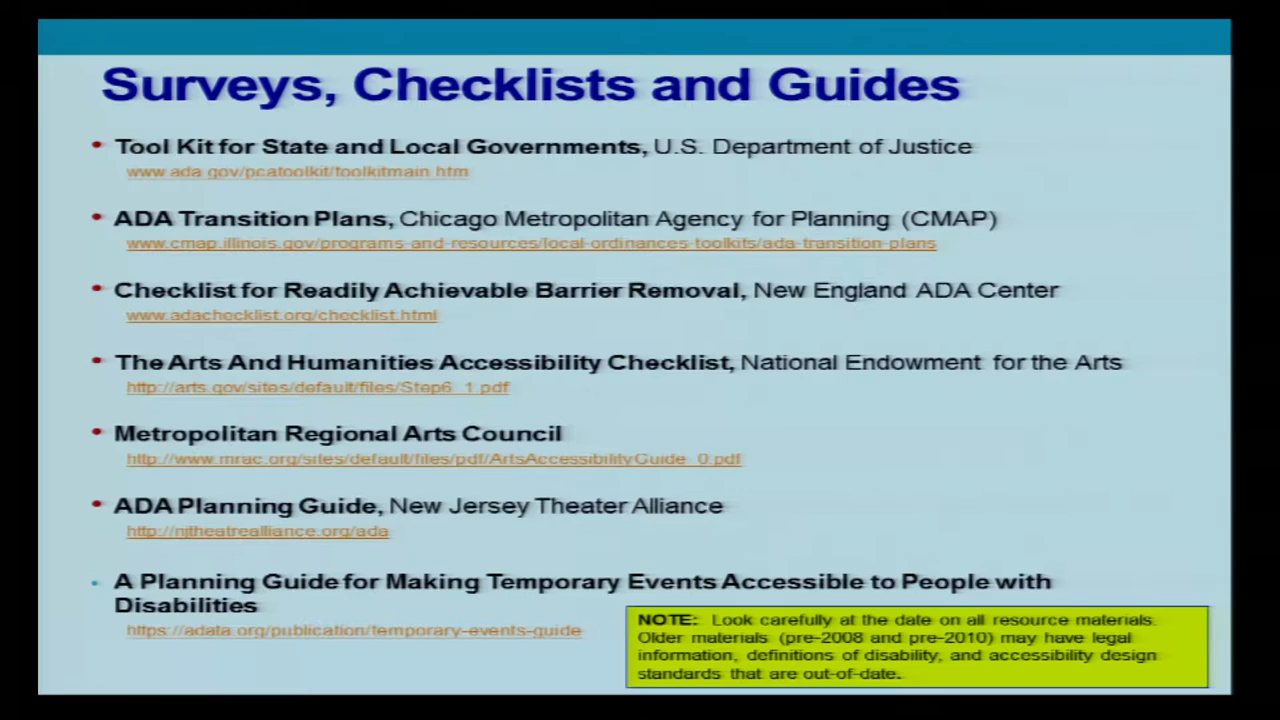 Surveys, Checklists and Guides
• Tool Kit for State and Local Governments, U.S. Department of Justice
www.ada.gov/pcatoolkit/toolkitmain.htm
• ADA Transition Plans, Chicago Metropolitan Agency for Planning (CMAP)
www.cmap.illinois.gov/programs-and-resources/local-ordinances-toolkits/ada-transition-plans
• Checklist for Readily Achievable Barrier Removal, New England ADA Center
www.adachecklist.org/checklist.html
• The Arts And Humanities Accessibility Checklist, National Endowment for the Arts
http://arts.gov/sites/default/files/Step6_1.pdf
• Metropolitan Regional Arts Council
http://www.mrac.org/sites/default/files/pdf/ArtsAccessibilityGuide_0.pdf
• ADA Planning Guide, New Jersey Theater Alliance
http://njtheatrealliance.org/ada
• A Planning Guide for Making Temporary Events Accessible to People with
Disabilities
https://adata.org/publication/temporary-events-guide
NOTE: Look carefully at the date on all resource materials.
Older materials (pre-2008 and pre-2010) may have legal
information, definitions of disability, and accessibility design
standards that are out-of-date.